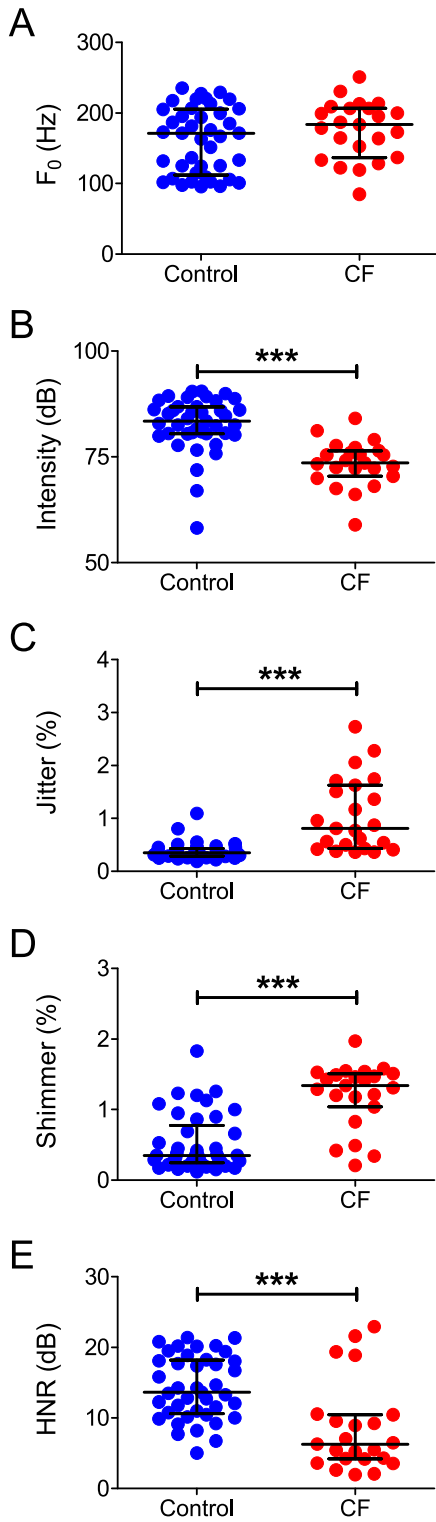 A
F₀ (Hz)
300
200
100
0
Control CF
B
Intensity (dB)
100
75
50
***
Control CF
C
Jitter (%)
4
3
2
1
0
***
Control CF
D
Shimmer (%)
3
2
1
0
***
Control CF
E
HNR (dB)
30
20
10
0
***
Control CF